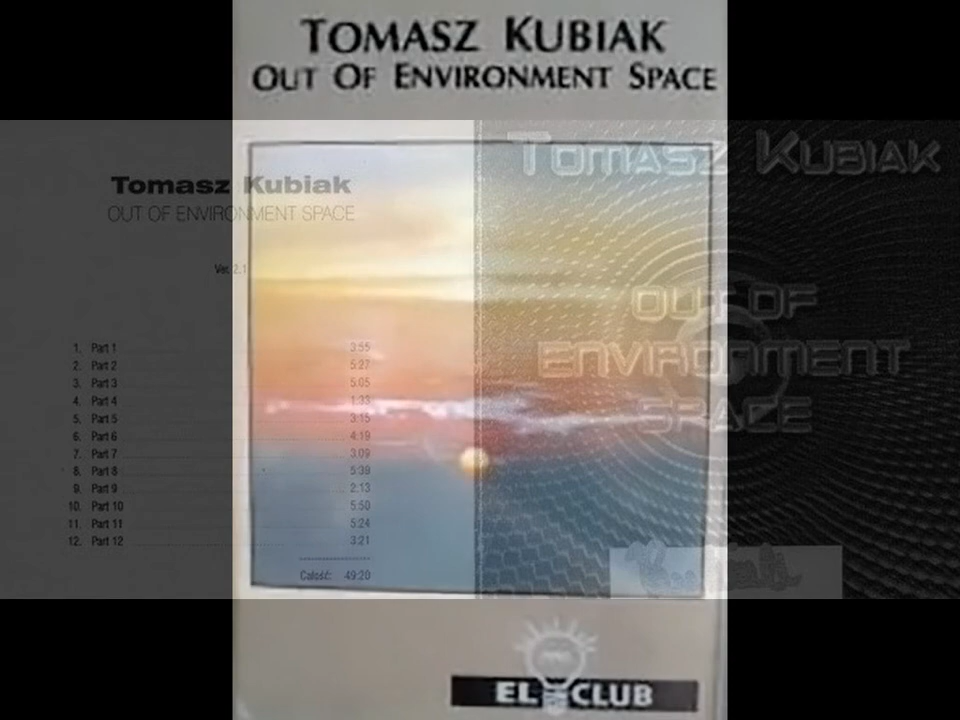 TOMASZ KUBIAK
OUT OF ENVIRONMENT SPACE
Tomasz Kubiak
OUT OF ENVIRONMENT SPACE
Ver. 2.1
1. Part 1 3:55
2. Part 2 5:27
3. Part 3 5:05
4. Part 4 1:33
5. Part 5 3:15
6. Part 6 4:19
7. Part 7 3:09
8. Part 8 5:39
9. Part 9 2:13
10. Part 10 5:50
11. Part 11 5:24
12. Part 12 3:21
Całość: 49:20
TOMASZ KUBIAK
OUT OF
ENVIRONMENT
SPACE
EL CLUB